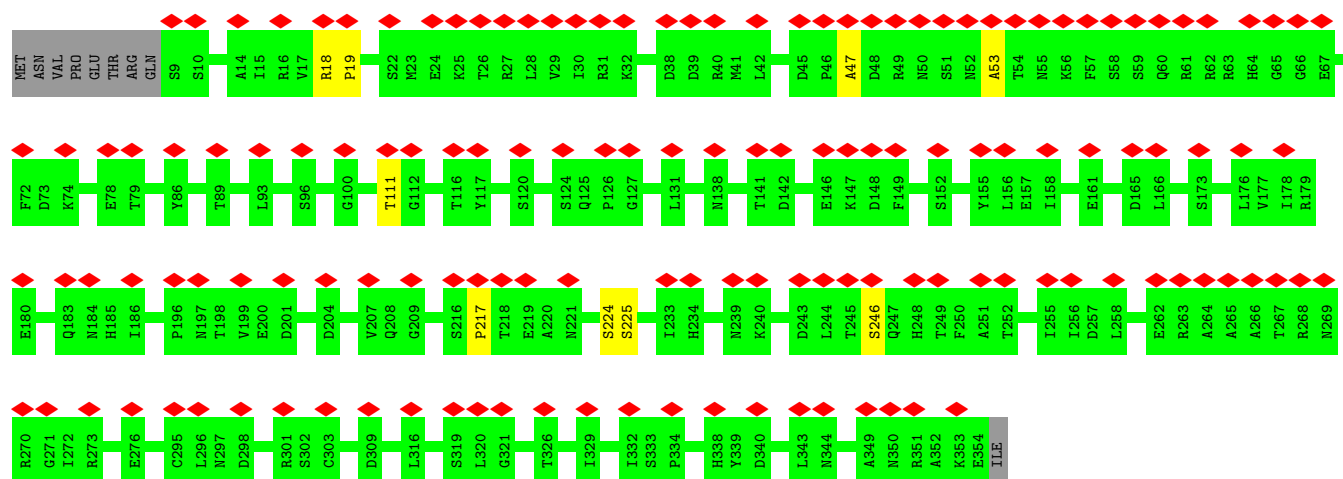 MET ASN VAL PRO GLU THR ARG GLN S9 S10 A14 I15 R16 V17 R18 P19 S22 M23 E24 K25 T26 R27 L28 V29 I30 R31 K32 D38 D39 R40 M41 L42 D45 P46 A47 D48 R49 N50 S51 N52 A53 T54 N55 K56 F57 S58 S59 Q60 R61 R62 R63 H64 G65 G66 E67
F72 D73 K74 E78 T79 Y86 T89 L93 S96 G100 T111 G112 T116 Y117 S120 S124 Q125 P126 G127 L131 N138 T141 D142 E146 K147 D148 F149 S152 Y155 L156 E157 I158 E161 D165 L166 S173 L176 V177 I178 R179
E180 Q183 N184 H185 I186 P196 N197 T198 V199 E200 D201 D204 V207 Q208 G209 S216 P217 T218 E219 A220 N221 S224 S225 I233 H234 N239 K240 D243 L244 T245 S246 Q247 H248 T249 F250 A251 T252 I255 I256 D257 L258 E262 R263 A264 A265 A266 T267 R268 N269
R270 G271 I272 R273 E276 C295 L296 N297 D298 R301 S302 C303 D309 L316 S319 L320 G321 T326 I329 I332 S333 P334 H338 Y339 D340 L343 N344 A349 N350 R351 A352 K353 E354 ILE